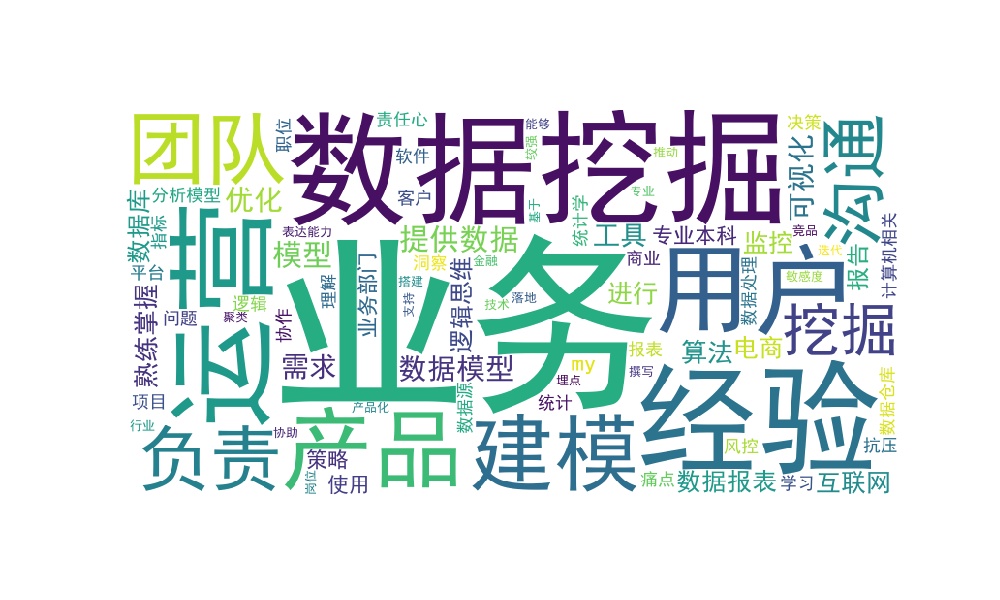 团队
数据挖掘
责任心
职位
软件
客户
能够
较强
推动
决策
可视化
沟通
数据库
分析模型
指标
平台
优化
运营
表达能力
模型
提供数据
洞察
金融
基于
统计学
工具
专业本科
专业
监控
竞品
迭代
报告
计算机相关
业务
用户
挖掘
逻辑
理解
业务部门
搭建
支持
逻辑思维
技术
落地
商业
进行
数据处理
敏感度
熟练掌握
问题
聚类
协作
需求
数据模型
my
报表
算法
电商
埋点
撰写
统计
数据源
产品化
项目
行业
负责
协助
产品
策略
岗位
使用
建模
经验
风控
痛点
数据报表
学习
互联网
抗压
数据仓库